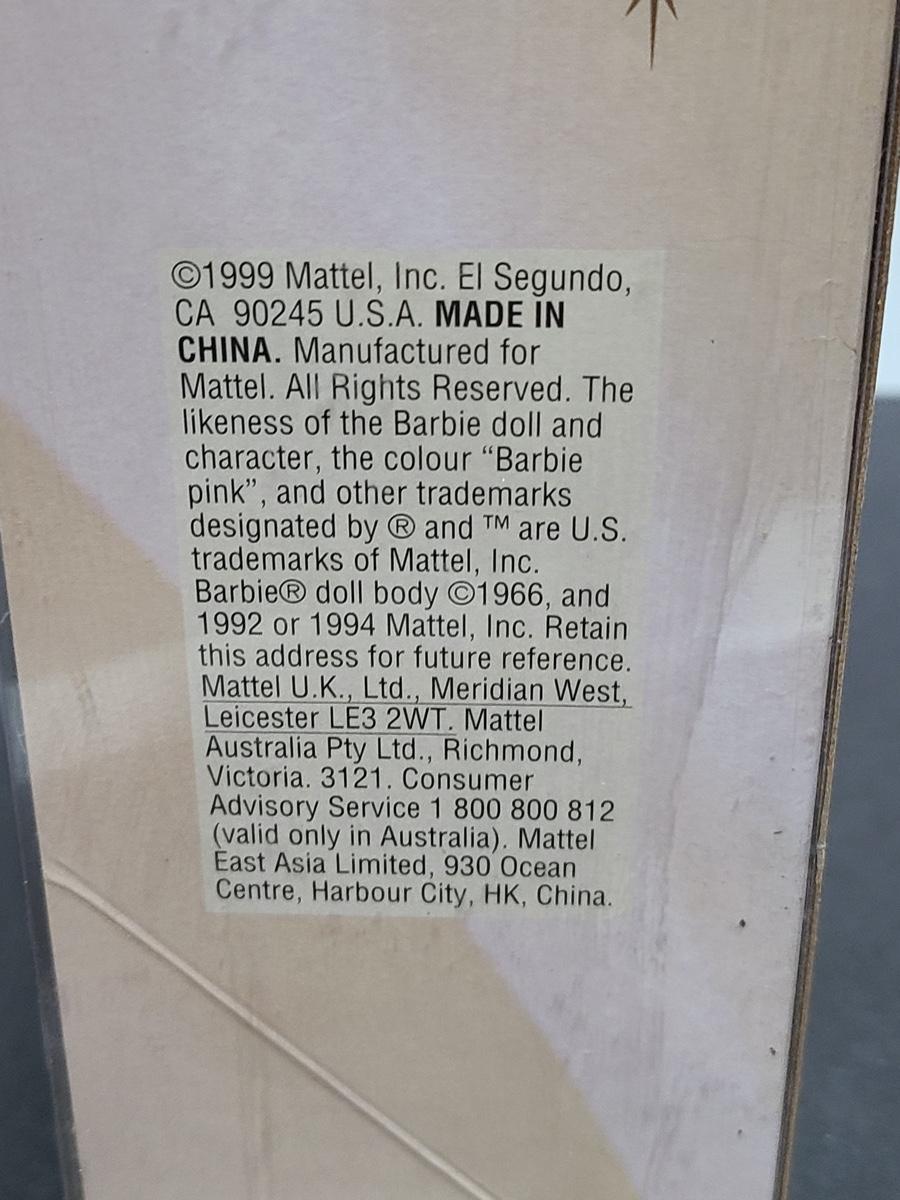 ©1999 Mattel, Inc. El Segundo,
CA 90245 U.S.A. MADE IN
CHINA. Manufactured for
Mattel. All Rights Reserved. The
likeness of the Barbie doll and
character, the colour “Barbie
pink”, and other trademarks
designated by ® and ™ are U.S.
trademarks of Mattel, Inc.
Barbie® doll body ©1966, and
1992 or 1994 Mattel, Inc. Retain
this address for future reference.
Mattel U.K., Ltd., Meridian West,
Leicester LE3 2WT. Mattel
Australia Pty Ltd., Richmond,
Victoria. 3121. Consumer
Advisory Service 1 800 800 812
(valid only in Australia). Mattel
East Asia Limited, 930 Ocean
Centre, Harbour City, HK, China.